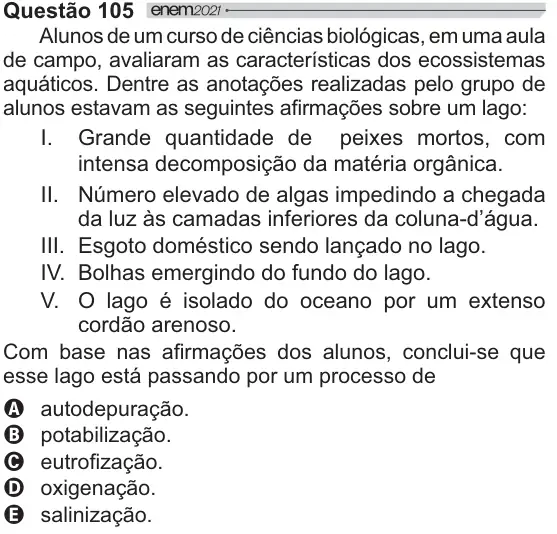 Questão 105 enem2021
Alunos de um curso de ciências biológicas, em uma aula
de campo, avaliaram as características dos ecossistemas
aquáticos. Dentre as anotações realizadas pelo grupo de
alunos estavam as seguintes afirmações sobre um lago:
I. Grande quantidade de peixes mortos, com
intensa decomposição da matéria orgânica.
II. Número elevado de algas impedindo a chegada
da luz às camadas inferiores da coluna-d’água.
III. Esgoto doméstico sendo lançado no lago.
IV. Bolhas emergindo do fundo do lago.
V. O lago é isolado do oceano por um extenso
cordão arenoso.
Com base nas afirmações dos alunos, conclui-se que
esse lago está passando por um processo de
A autodepuração.
B potabilização.
C eutrofização.
D oxigenação.
E salinização.